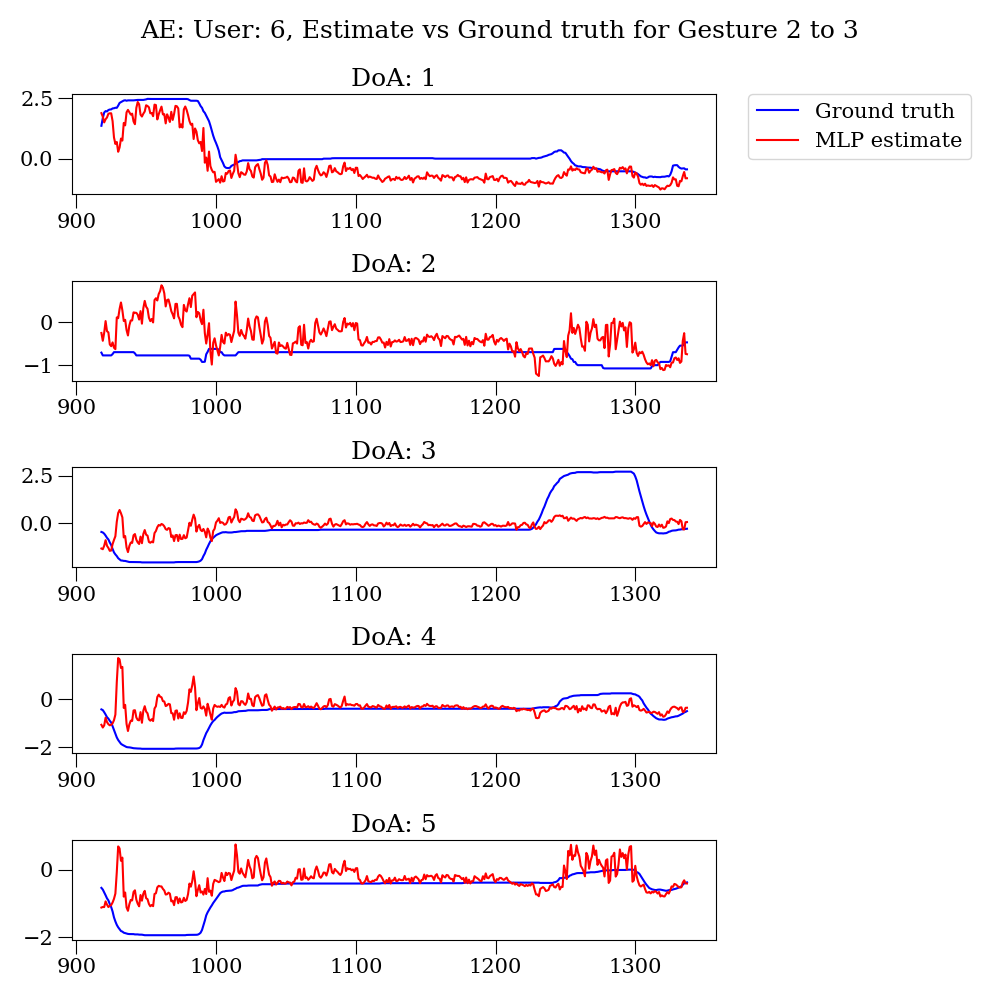 AE: User: 6, Estimate vs Ground truth for Gesture 2 to 3
DoA: 1
Ground truth
MLP estimate
2.5
0.0
900 1000 1100 1200 1300
DoA: 2
0
−1
900 1000 1100 1200 1300
DoA: 3
2.5
0.0
900 1000 1100 1200 1300
DoA: 4
0
−2
900 1000 1100 1200 1300
DoA: 5
0
−2
900 1000 1100 1200 1300